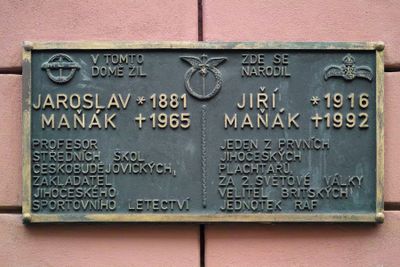 V TOMTO
DOMĚ ŽIL
JAROSLAV * 1881
MAŇÁK + 1965
PROFESOR
STŘEDNÍCH ŠKOL
ČESKOBUDĚJOVICKÝCH,
ZAKLADATEL
JIHOČESKÉHO
SPORTOVNÍHO LETECTVÍ
ZDE SE
NARODIL
JIŘÍ * 1916
MAŇÁK + 1992
JEDEN Z PRVNÍCH
JIHOČESKÝCH
PLACHTAŘŮ,
ZA 2. SVĚTOVÉ VÁLKY
VELITEL BRITSKÝCH
JEDNOTEK RAF